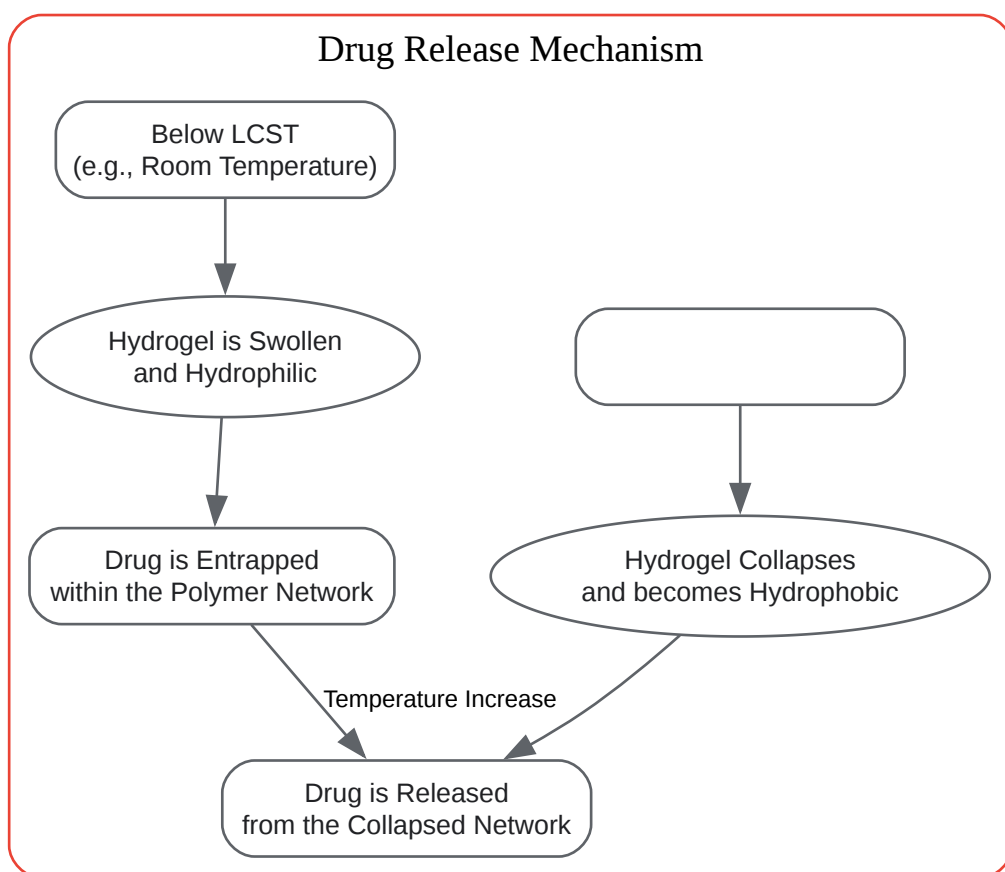 Drug Release Mechanism
Below LCST
(e.g., Room Temperature)
Hydrogel is Swollen
and Hydrophilic
Drug is Entrapped
within the Polymer Network
Hydrogel Collapses
and becomes Hydrophobic
Temperature Increase
Drug is Released
from the Collapsed Network